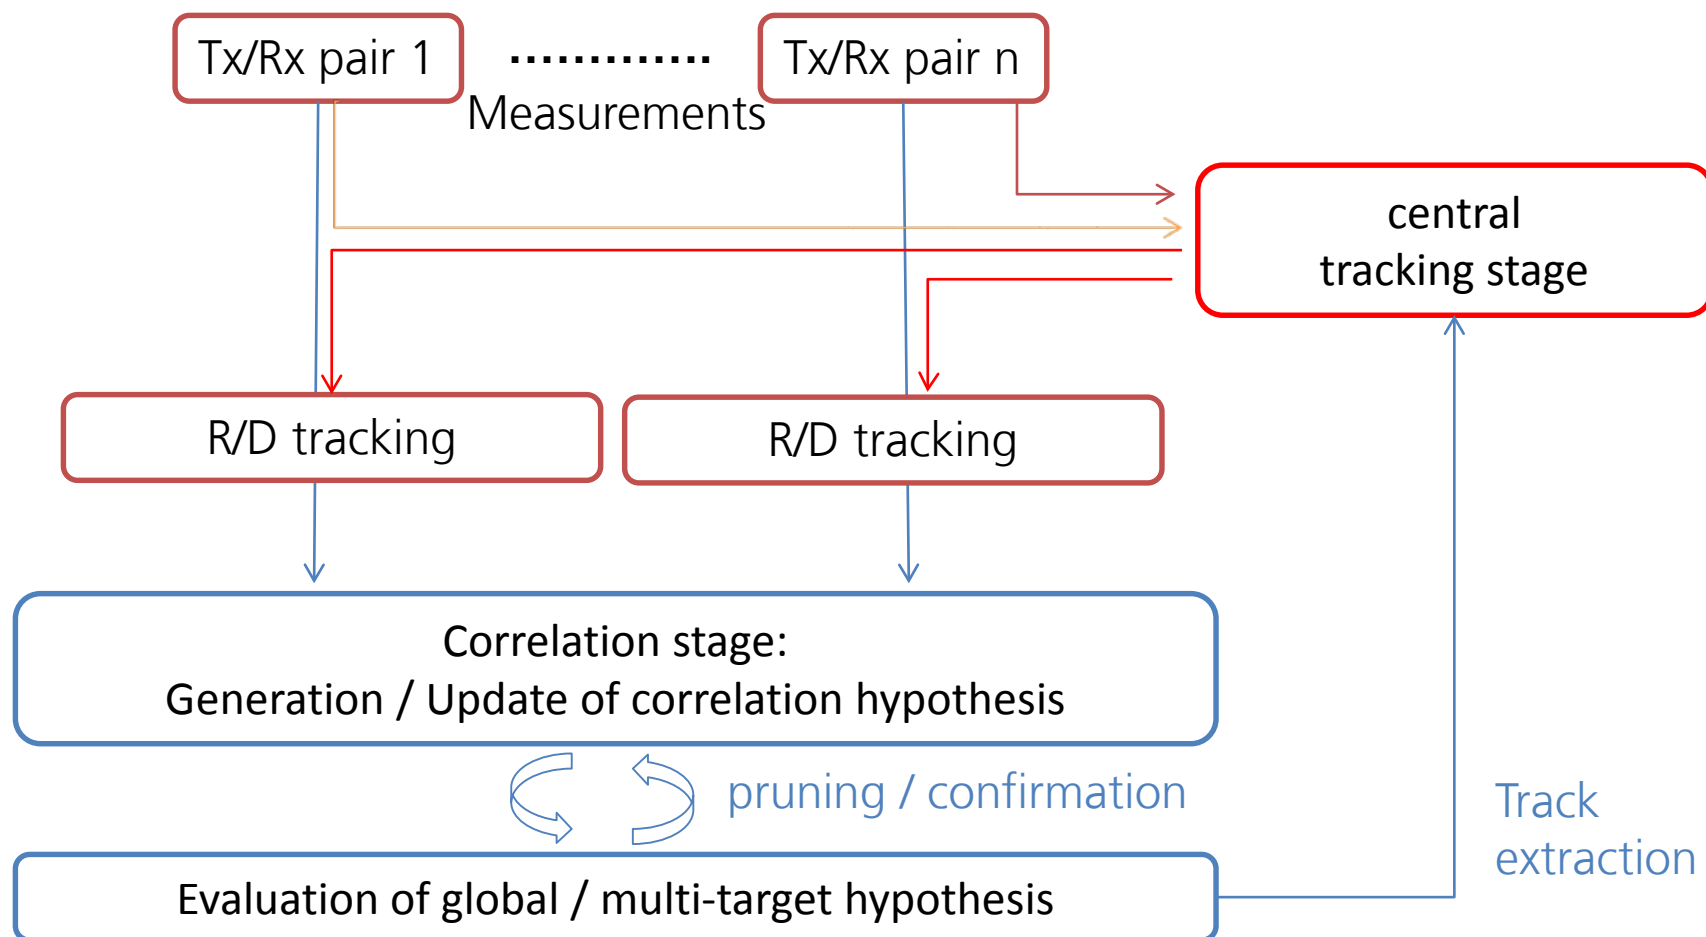 Tx/Rx pair 1 ............. Tx/Rx pair n
Measurements
central
tracking stage
R/D tracking
R/D tracking
Correlation stage:
Generation / Update of correlation hypothesis
pruning / confirmation
Track
extraction
Evaluation of global / multi-target hypothesis